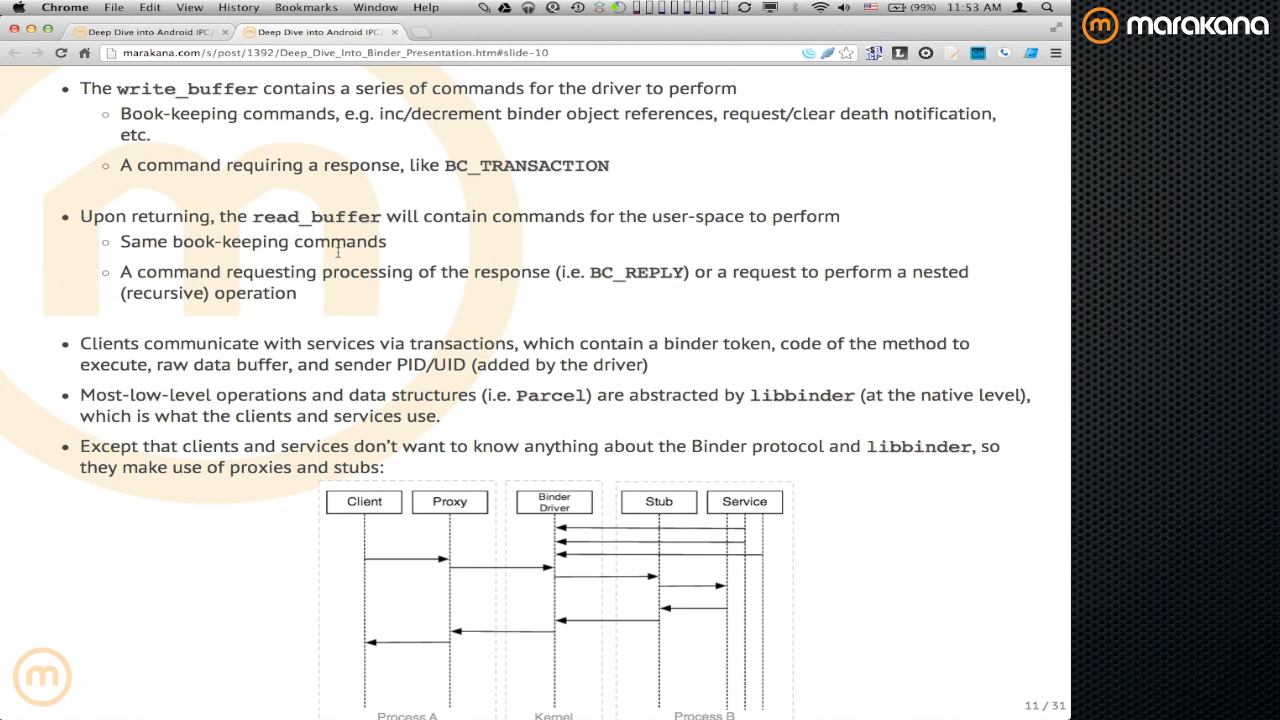 Chrome File Edit View History Bookmarks Window Help (99%) 11:53 AM
Deep Dive into Android IPC/ Deep Dive into Android IPC/
marakana.com/s/post/1392/Deep_Dive_Into_Binder_Presentation.htm#slide-10
marakana
The write_buffer contains a series of commands for the driver to perform
Book-keeping commands, e.g. inc/decrement binder object references, request/clear death notification,
etc.
A command requiring a response, like BC_TRANSACTION
Upon returning, the read_buffer will contain commands for the user-space to perform
Same book-keeping commands
A command requesting processing of the response (i.e. BC_REPLY) or a request to perform a nested
(recursive) operation
Clients communicate with services via transactions, which contain a binder token, code of the method to
execute, raw data buffer, and sender PID/UID (added by the driver)
Most-low-level operations and data structures (i.e. Parcel) are abstracted by libbinder (at the native level),
which is what the clients and services use.
Except that clients and services don't want to know anything about the Binder protocol and libbinder, so
they make use of proxies and stubs:
Client Proxy Binder Driver Stub Service
Process A Kernel Process B
11 / 31